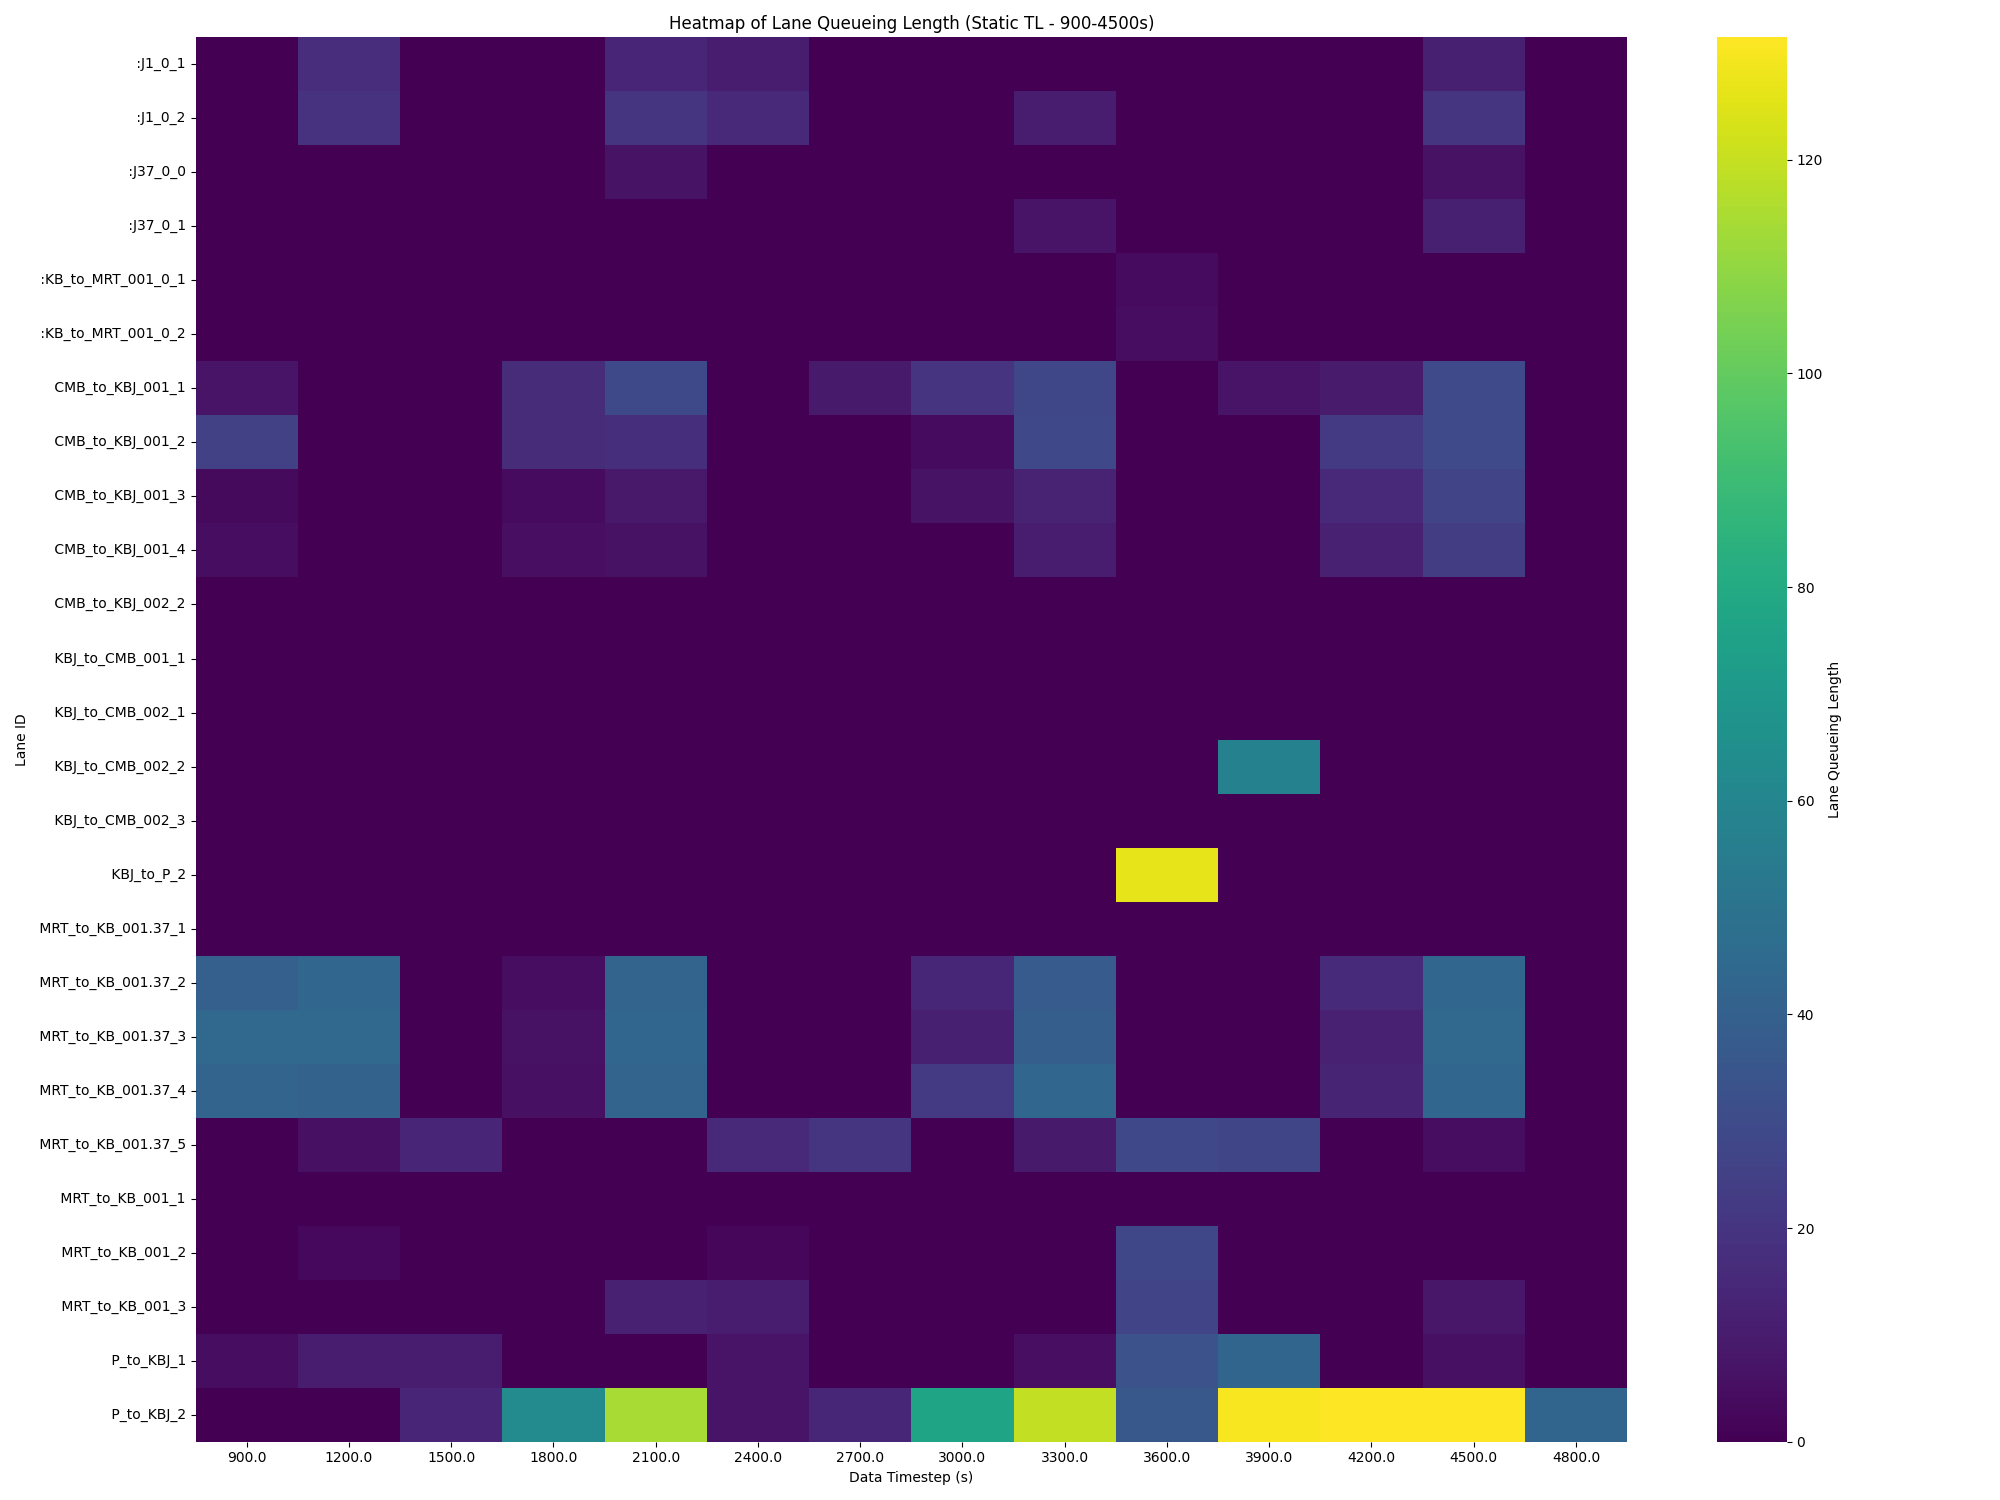 Heatmap of Lane Queueing Length (Static TL - 900-4500s)
:J1_0_1
:J1_0_2
:J37_0_0
:J37_0_1
:KB_to_MRT_001_0_1
:KB_to_MRT_001_0_2
CMB_to_KBJ_001_1
CMB_to_KBJ_001_2
CMB_to_KBJ_001_3
CMB_to_KBJ_001_4
CMB_to_KBJ_002_2
KBJ_to_CMB_001_1
KBJ_to_CMB_002_1
KBJ_to_CMB_002_2
KBJ_to_CMB_002_3
KBJ_to_P_2
MRT_to_KB_001.37_1
MRT_to_KB_001.37_2
MRT_to_KB_001.37_3
MRT_to_KB_001.37_4
MRT_to_KB_001.37_5
MRT_to_KB_001_1
MRT_to_KB_001_2
MRT_to_KB_001_3
P_to_KBJ_1
P_to_KBJ_2
Lane ID
900.0 1200.0 1500.0 1800.0 2100.0 2400.0 2700.0 3000.0 3300.0 3600.0 3900.0 4200.0 4500.0 4800.0
Data Timestep (s)
120
100
80
60
40
20
0
Lane Queueing Length